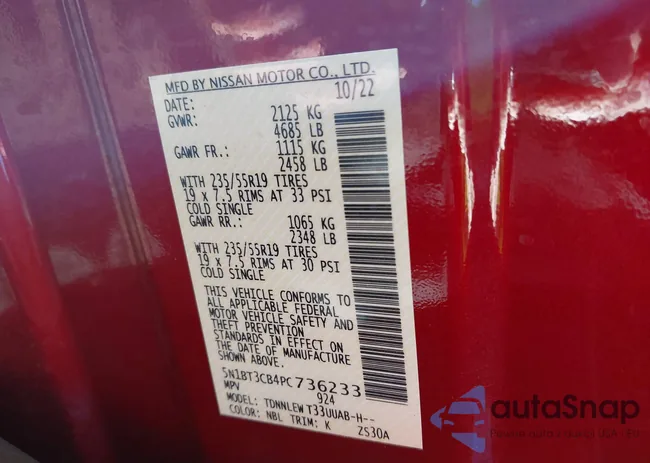 MFD BY NISSAN MOTOR CO., LTD.
DATE: 10/22
GVWR: 2125 KG
4685 LB
GAWR FR.: 1115 KG
2458 LB
WITH 235/55R19 TIRES
19 x 7.5 RIMS AT 33 PSI
COLD SINGLE
GAWR RR.: 1065 KG
2348 LB
WITH 235/55R19 TIRES
19 x 7.5 RIMS AT 30 PSI
COLD SINGLE
THIS VEHICLE CONFORMS TO
ALL APPLICABLE FEDERAL
MOTOR VEHICLE SAFETY AND
THEFT PREVENTION
STANDARDS IN EFFECT ON
THE DATE OF MANUFACTURE
SHOWN ABOVE.
5N1BT3CB4PC736233
MPV 924
MODEL: TDNNLEW T33UUAB-H--
COLOR: NBL TRIM: K ZS30A
autoSnap